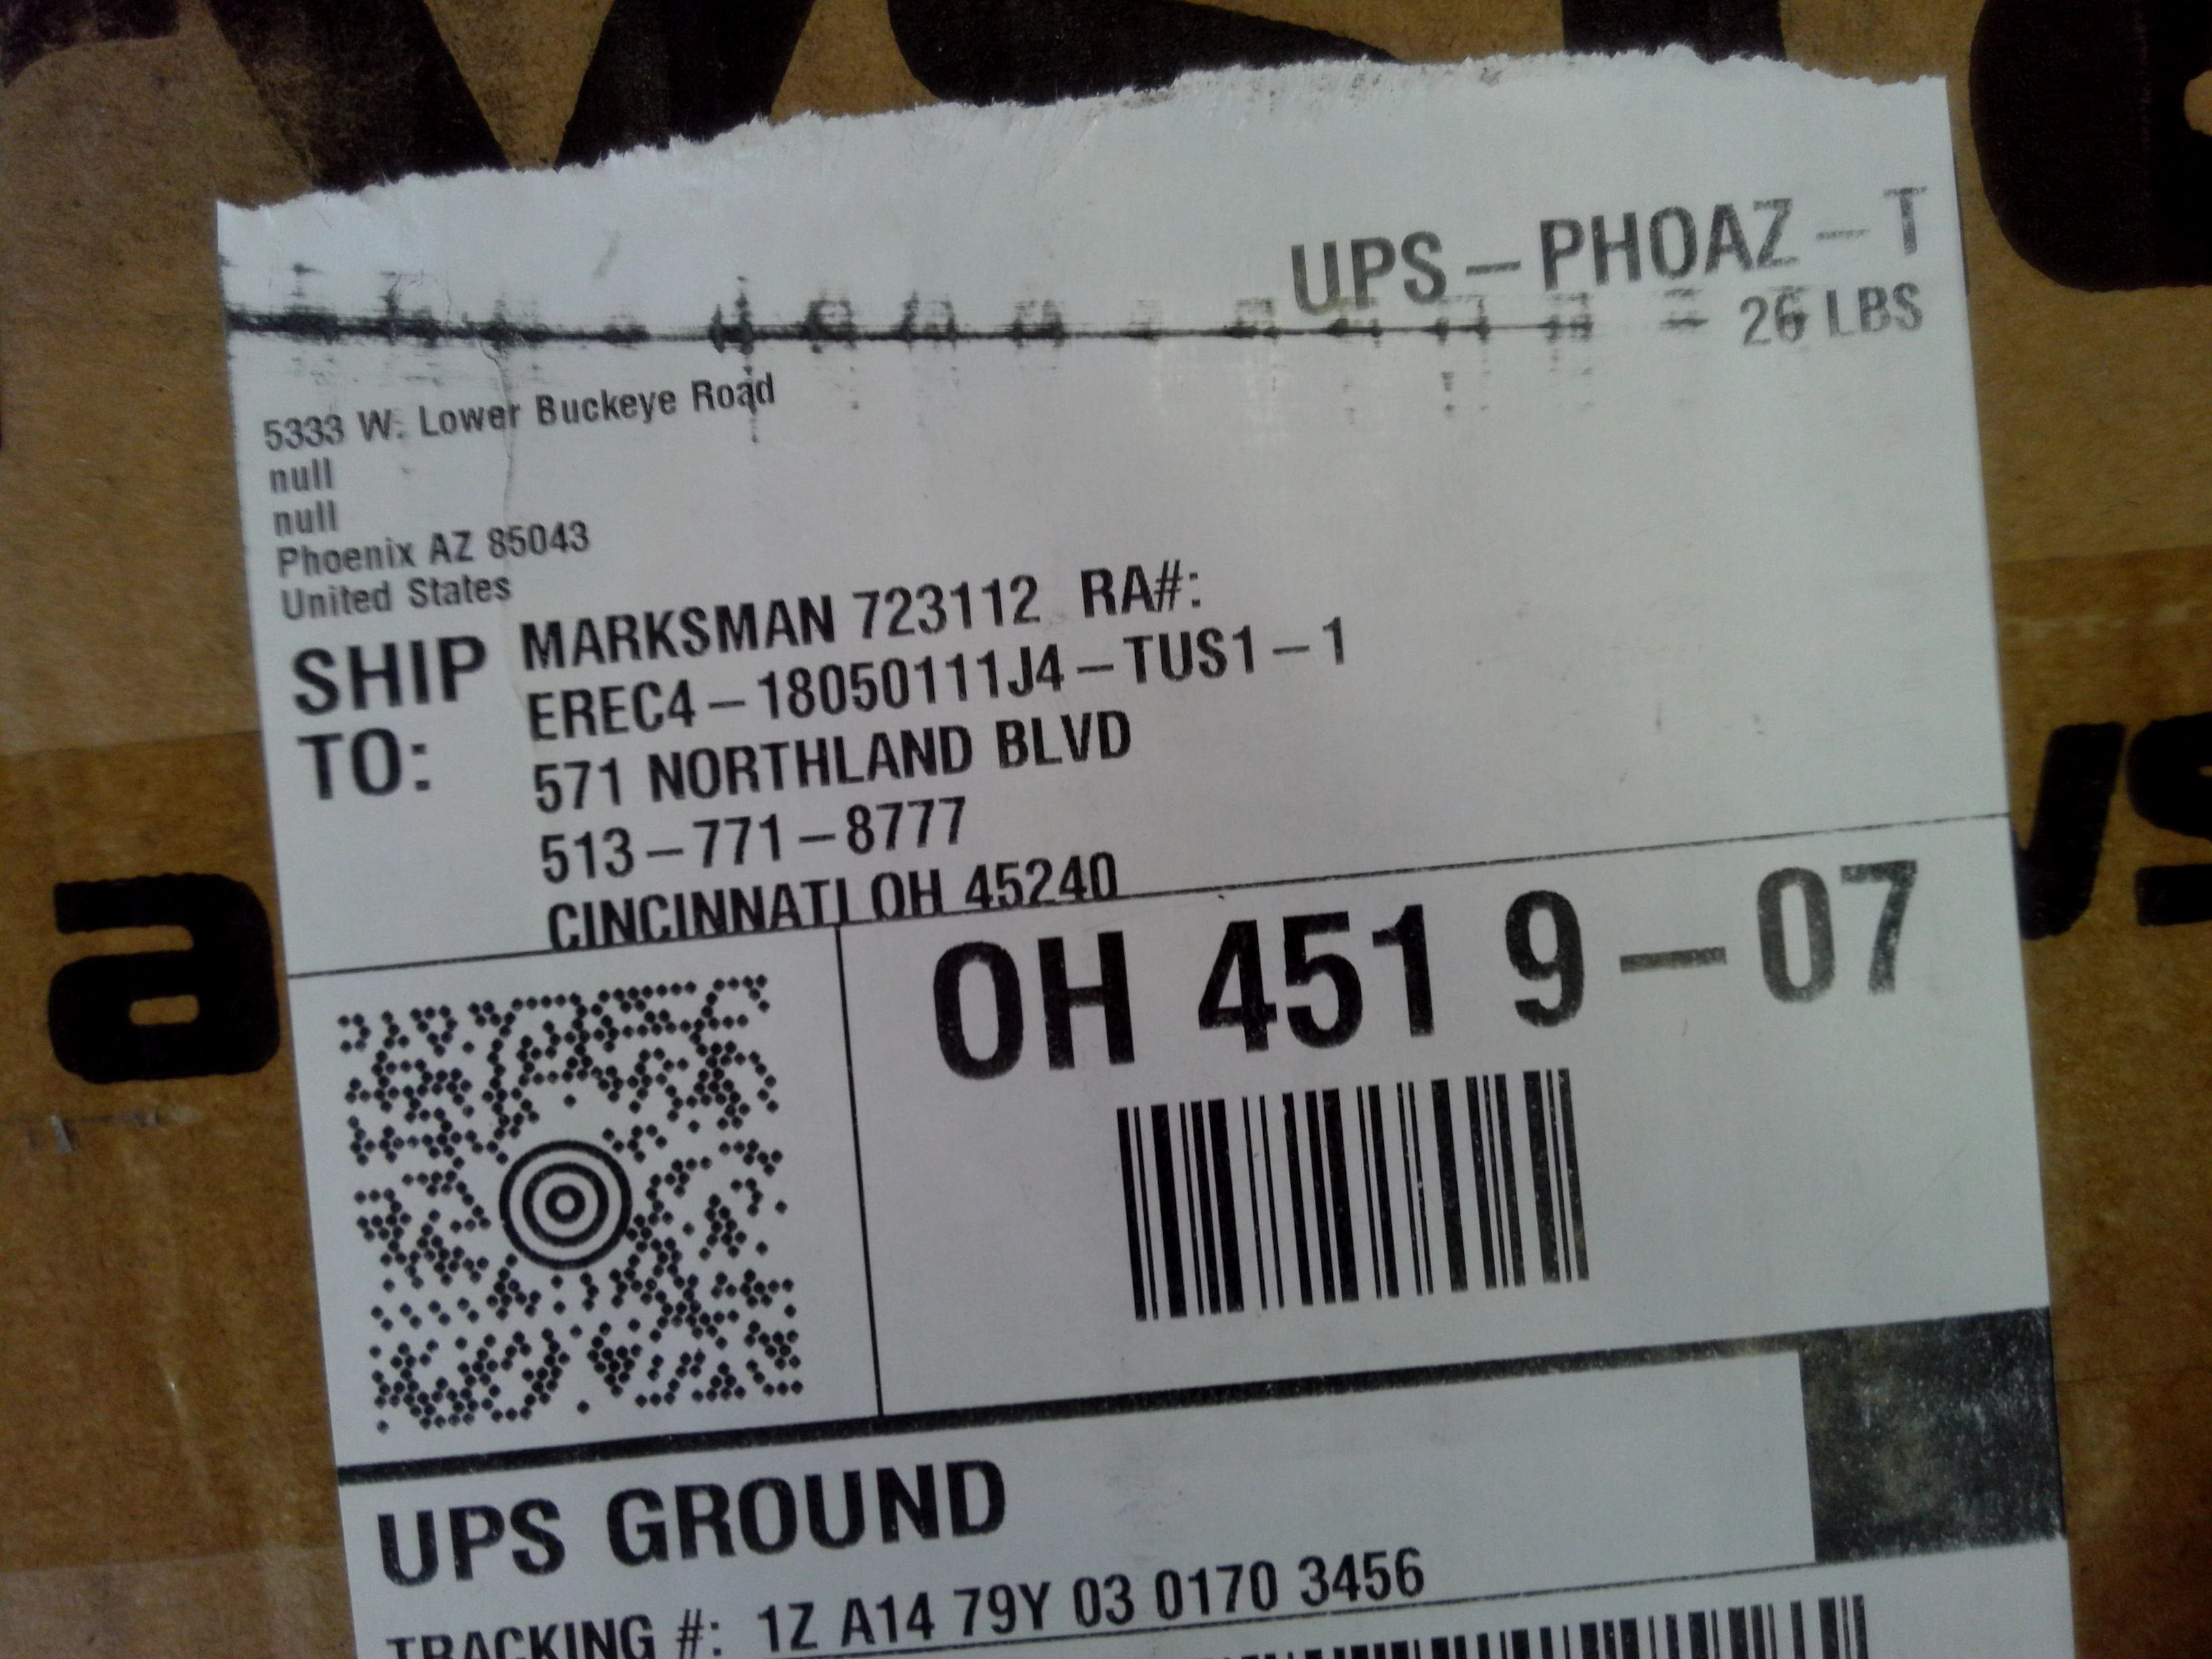 UPS – PHOAZ – T
26 LBS
5333 W. Lower Buckeye Road
null
null
Phoenix AZ 85043
United States
SHIP TO:
MARKSMAN 723112 RA#:
EREC4 – 18050111J4 – TUS1 – 1
571 NORTHLAND BLVD
513 – 771 – 8777
CINCINNATI OH 45240
OH 451 9 – 07
UPS GROUND
TRACKING #: 1Z A14 79Y 03 0170 3456